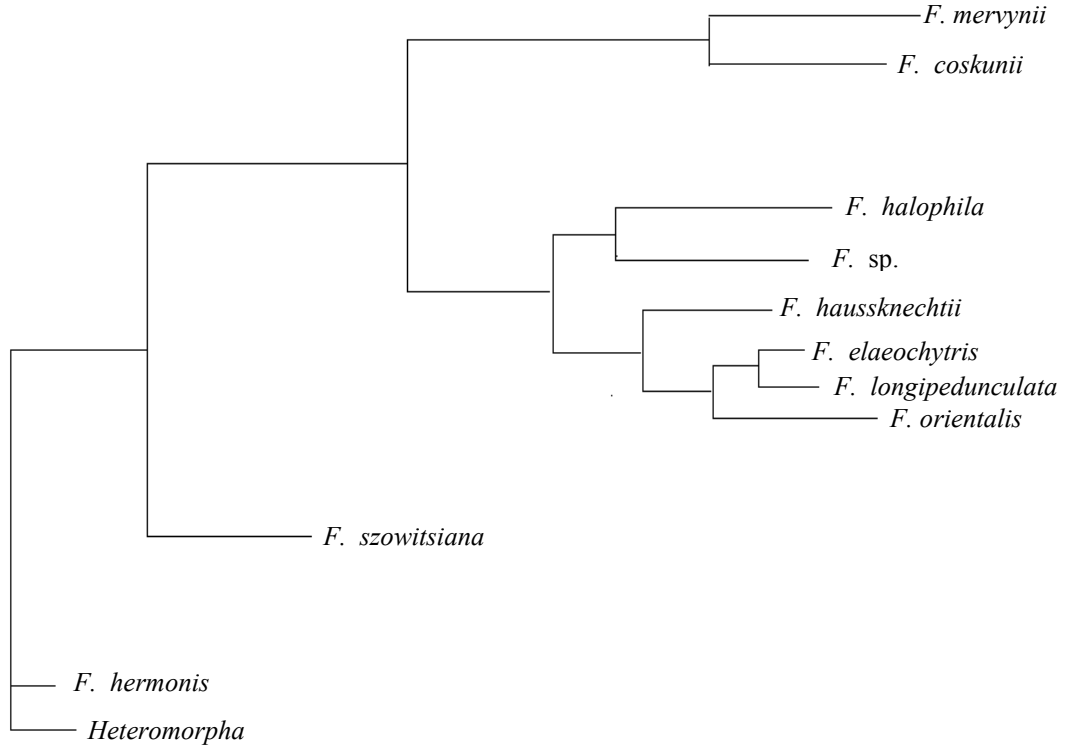 F. mervynii
F. coskunii
F. halophila
F. sp.
F. haussknechtii
F. elaeochytris
F. longipedunculata
F. orientalis
F. szowitsiana
F. hermonis
Heteromorpha